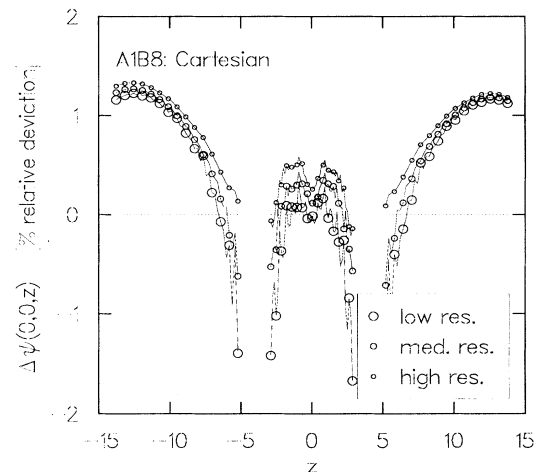 A1B8: Cartesian
Δψ(0,0,z) [% relative deviction]
2
1
0
-1
-2
low res.
med. res.
high res.
-15 -10 -5 0 5 10 15
z